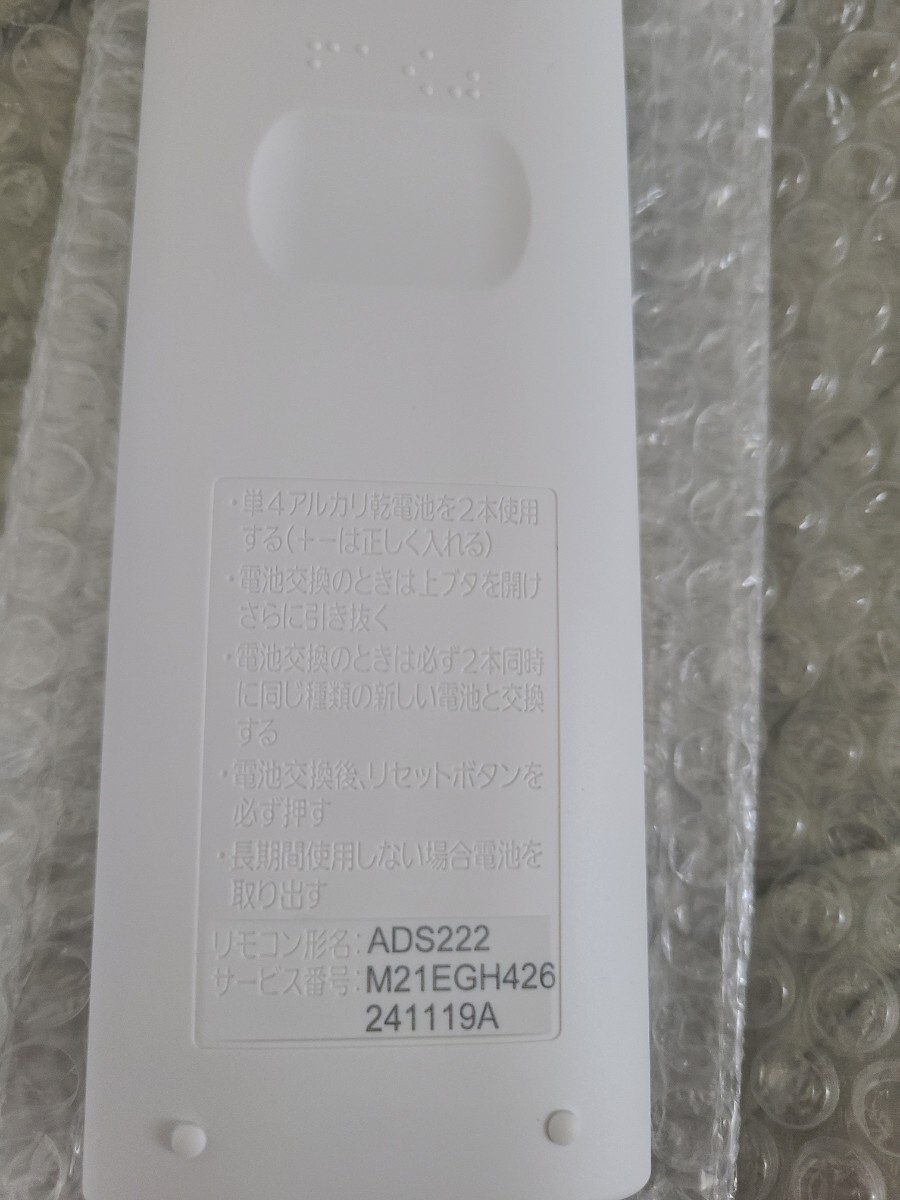 ・単4アルカリ乾電池を2本使用
する(+−は正しく入れる)
・電池交換のときは上ブタを開け
さらに引き抜く
・電池交換のときは必ず2本同時
に同じ種類の新しい電池と交換
する
・電池交換後、リセットボタンを
必ず押す
・長期間使用しない場合電池を
取り出す
リモコン形名：ADS222
サービス番号：M21EGH426
241119A